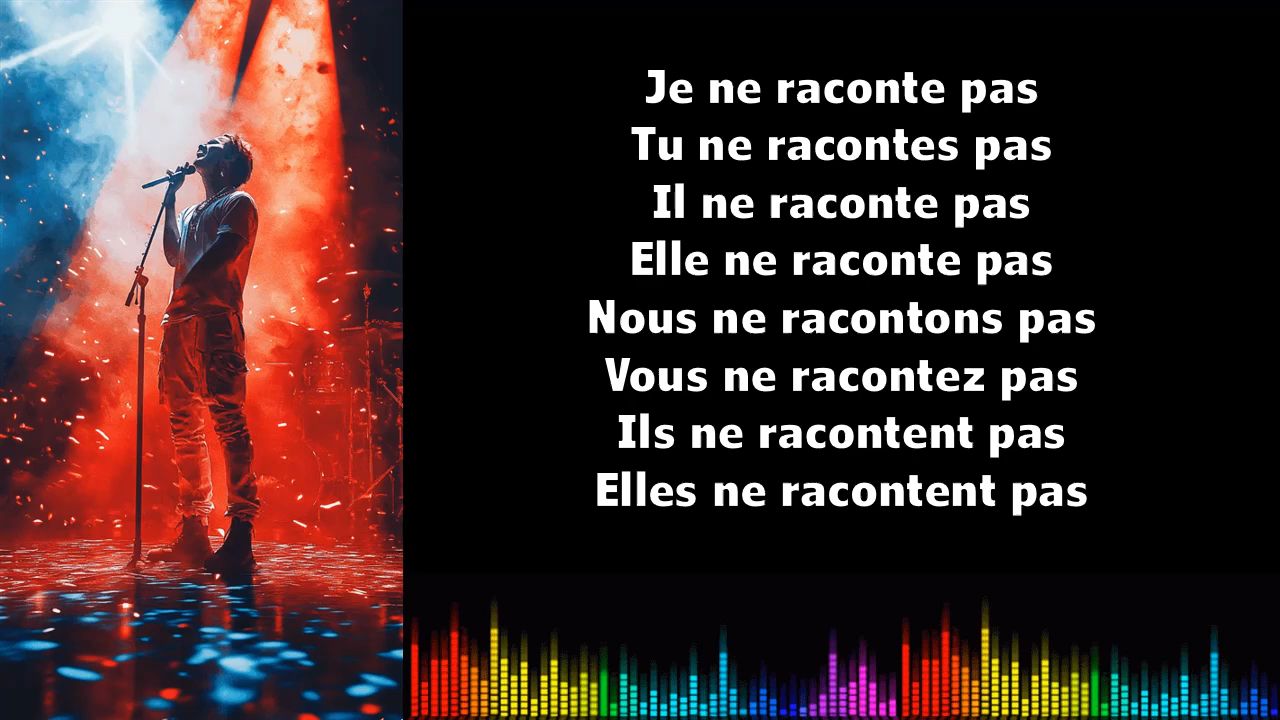 Je ne raconte pas
Tu ne racontes pas
Il ne raconte pas
Elle ne raconte pas
Nous ne racontons pas
Vous ne racontez pas
Ils ne racontent pas
Elles ne racontent pas